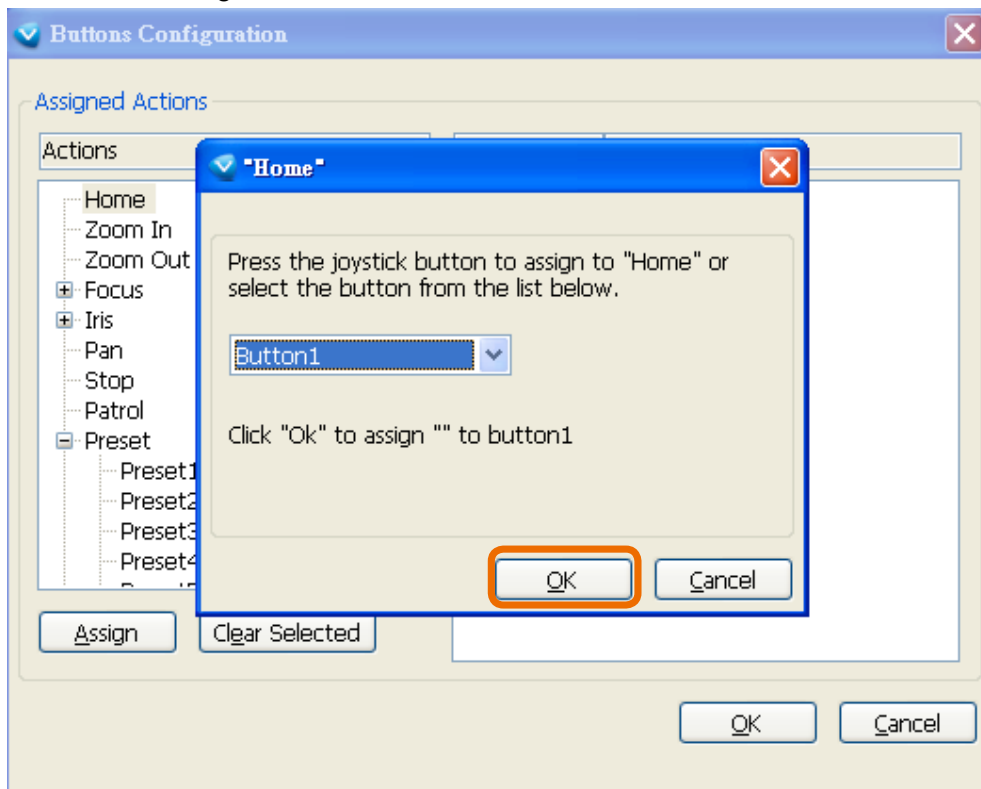 Buttons Configuration
Assigned Actions
Actions
"Home"
Home
Zoom In
Zoom Out
Focus
Iris
Pan
Stop
Patrol
Preset
Preset1
Preset2
Preset3
Preset4
Press the joystick button to assign to "Home" or
select the button from the list below.
Button1
Click "Ok" to assign "" to button1
OK Cancel
Assign Clear Selected
OK Cancel